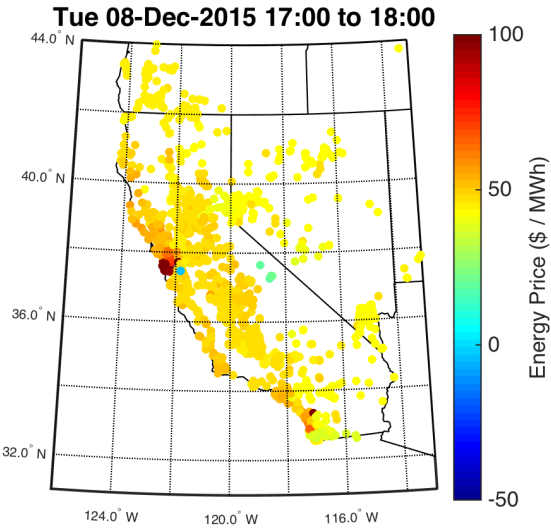 Tue 08-Dec-2015 17:00 to 18:00
44.0° N
40.0° N
36.0° N
32.0° N
124.0° W
120.0° W
116.0° W
100
50
0
-50
Energy Price ($ / MWh)